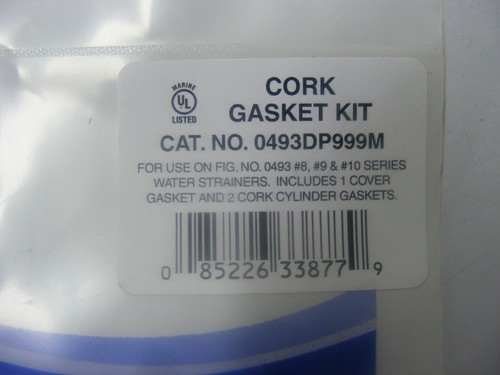 MARINE
UL
LISTED
CORK
GASKET KIT
CAT. NO. 0493DP999M
FOR USE ON FIG. NO. 0493 #8, #9 & #10 SERIES
WATER STRAINERS. INCLUDES 1 COVER
GASKET AND 2 CORK CYLINDER GASKETS.
0 85226 33877 9